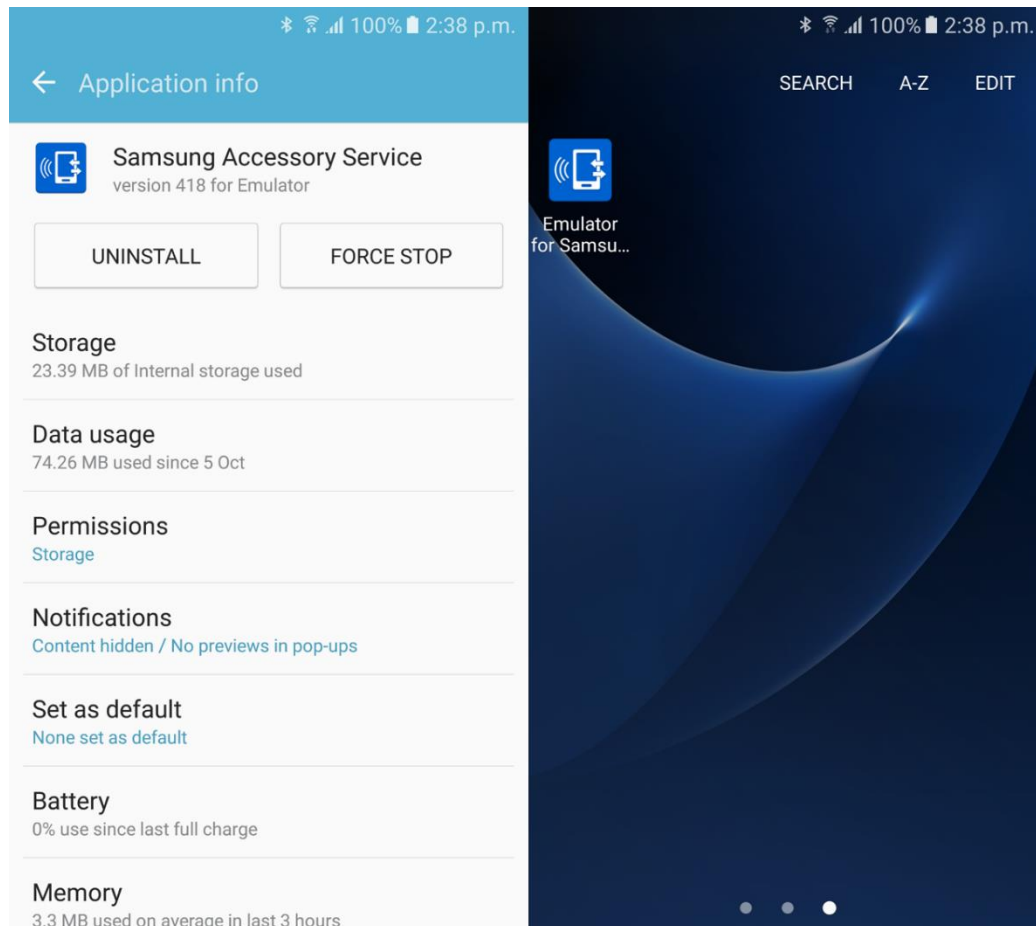 100% 2:38 p.m.
Application info
Samsung Accessory Service
version 418 for Emulator
UNINSTALL
FORCE STOP
Storage
23.39 MB of Internal storage used
Data usage
74.26 MB used since 5 Oct
Permissions
Storage
Notifications
Content hidden / No previews in pop-ups
Set as default
None set as default
Battery
0% use since last full charge
Memory
3.3 MB used on average in last 3 hours
100% 2:38 p.m.
SEARCH
A-Z
EDIT
Emulator
for Samsu...